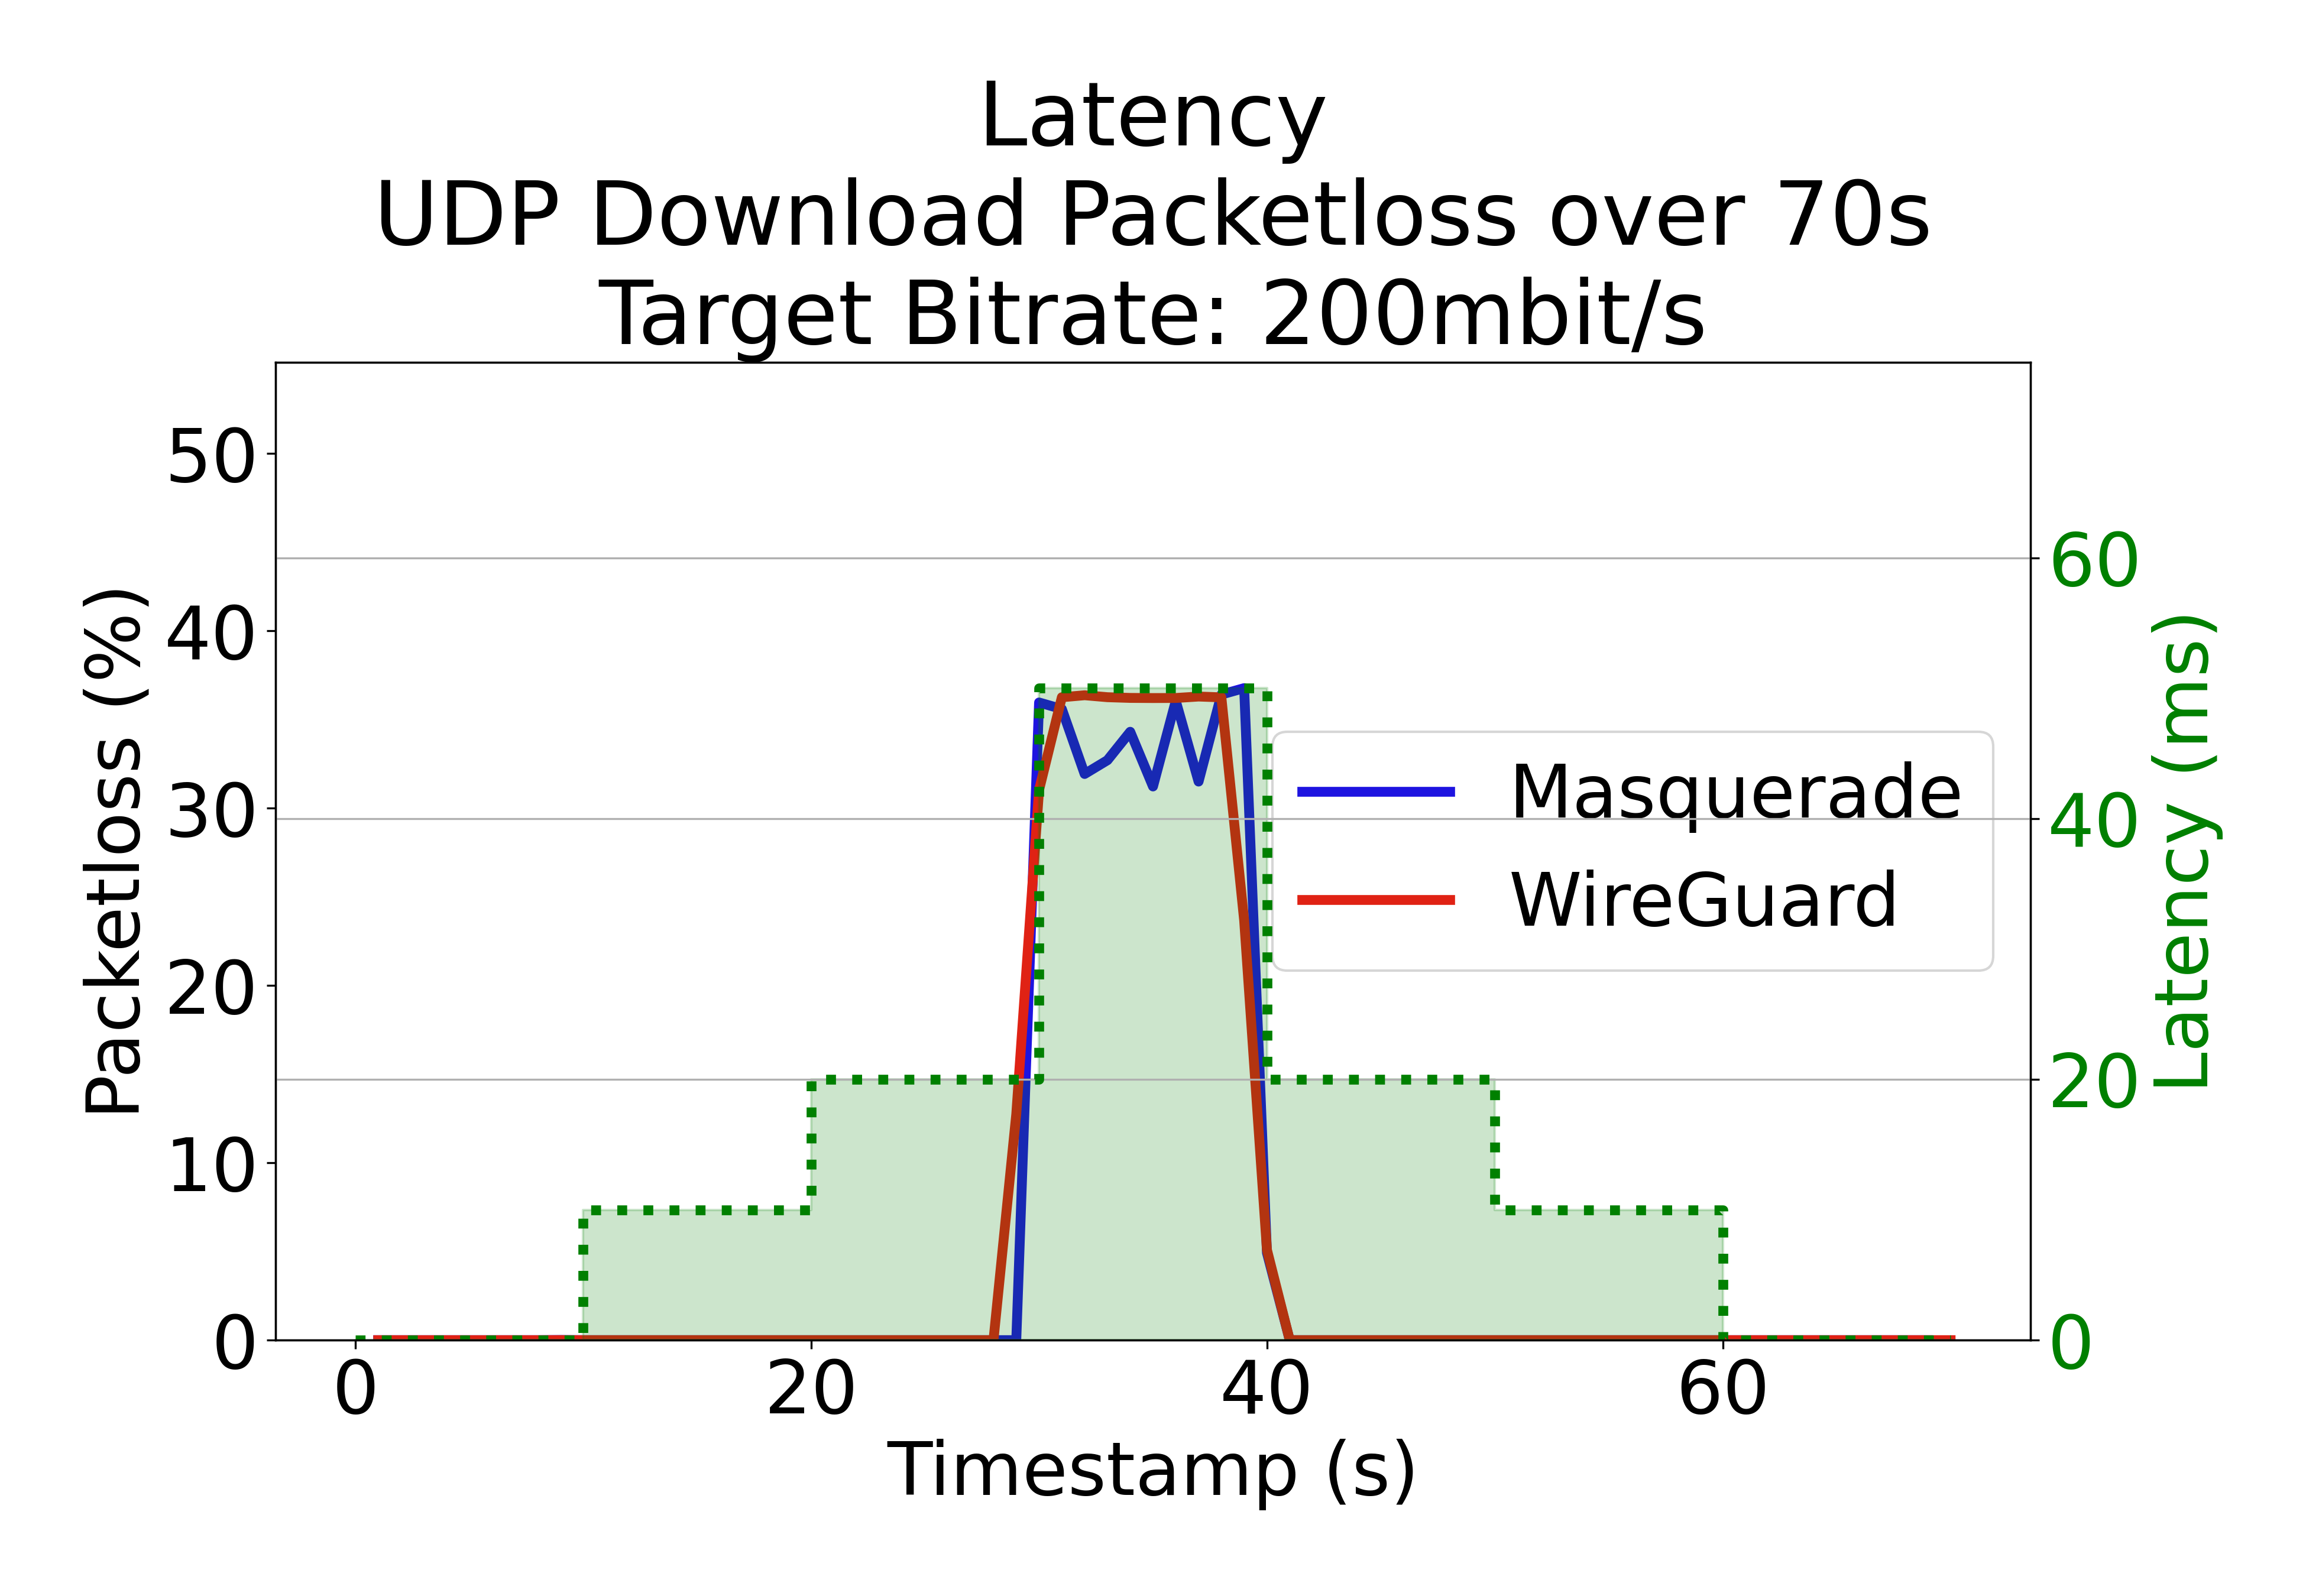 Latency
UDP Download Packetloss over 70s
Target Bitrate: 200mbit/s
Packetloss (%)
50
40
30
20
10
0
Masquerade
WireGuard
60
40
20
0
Latency (ms)
0 20 40 60
Timestamp (s)